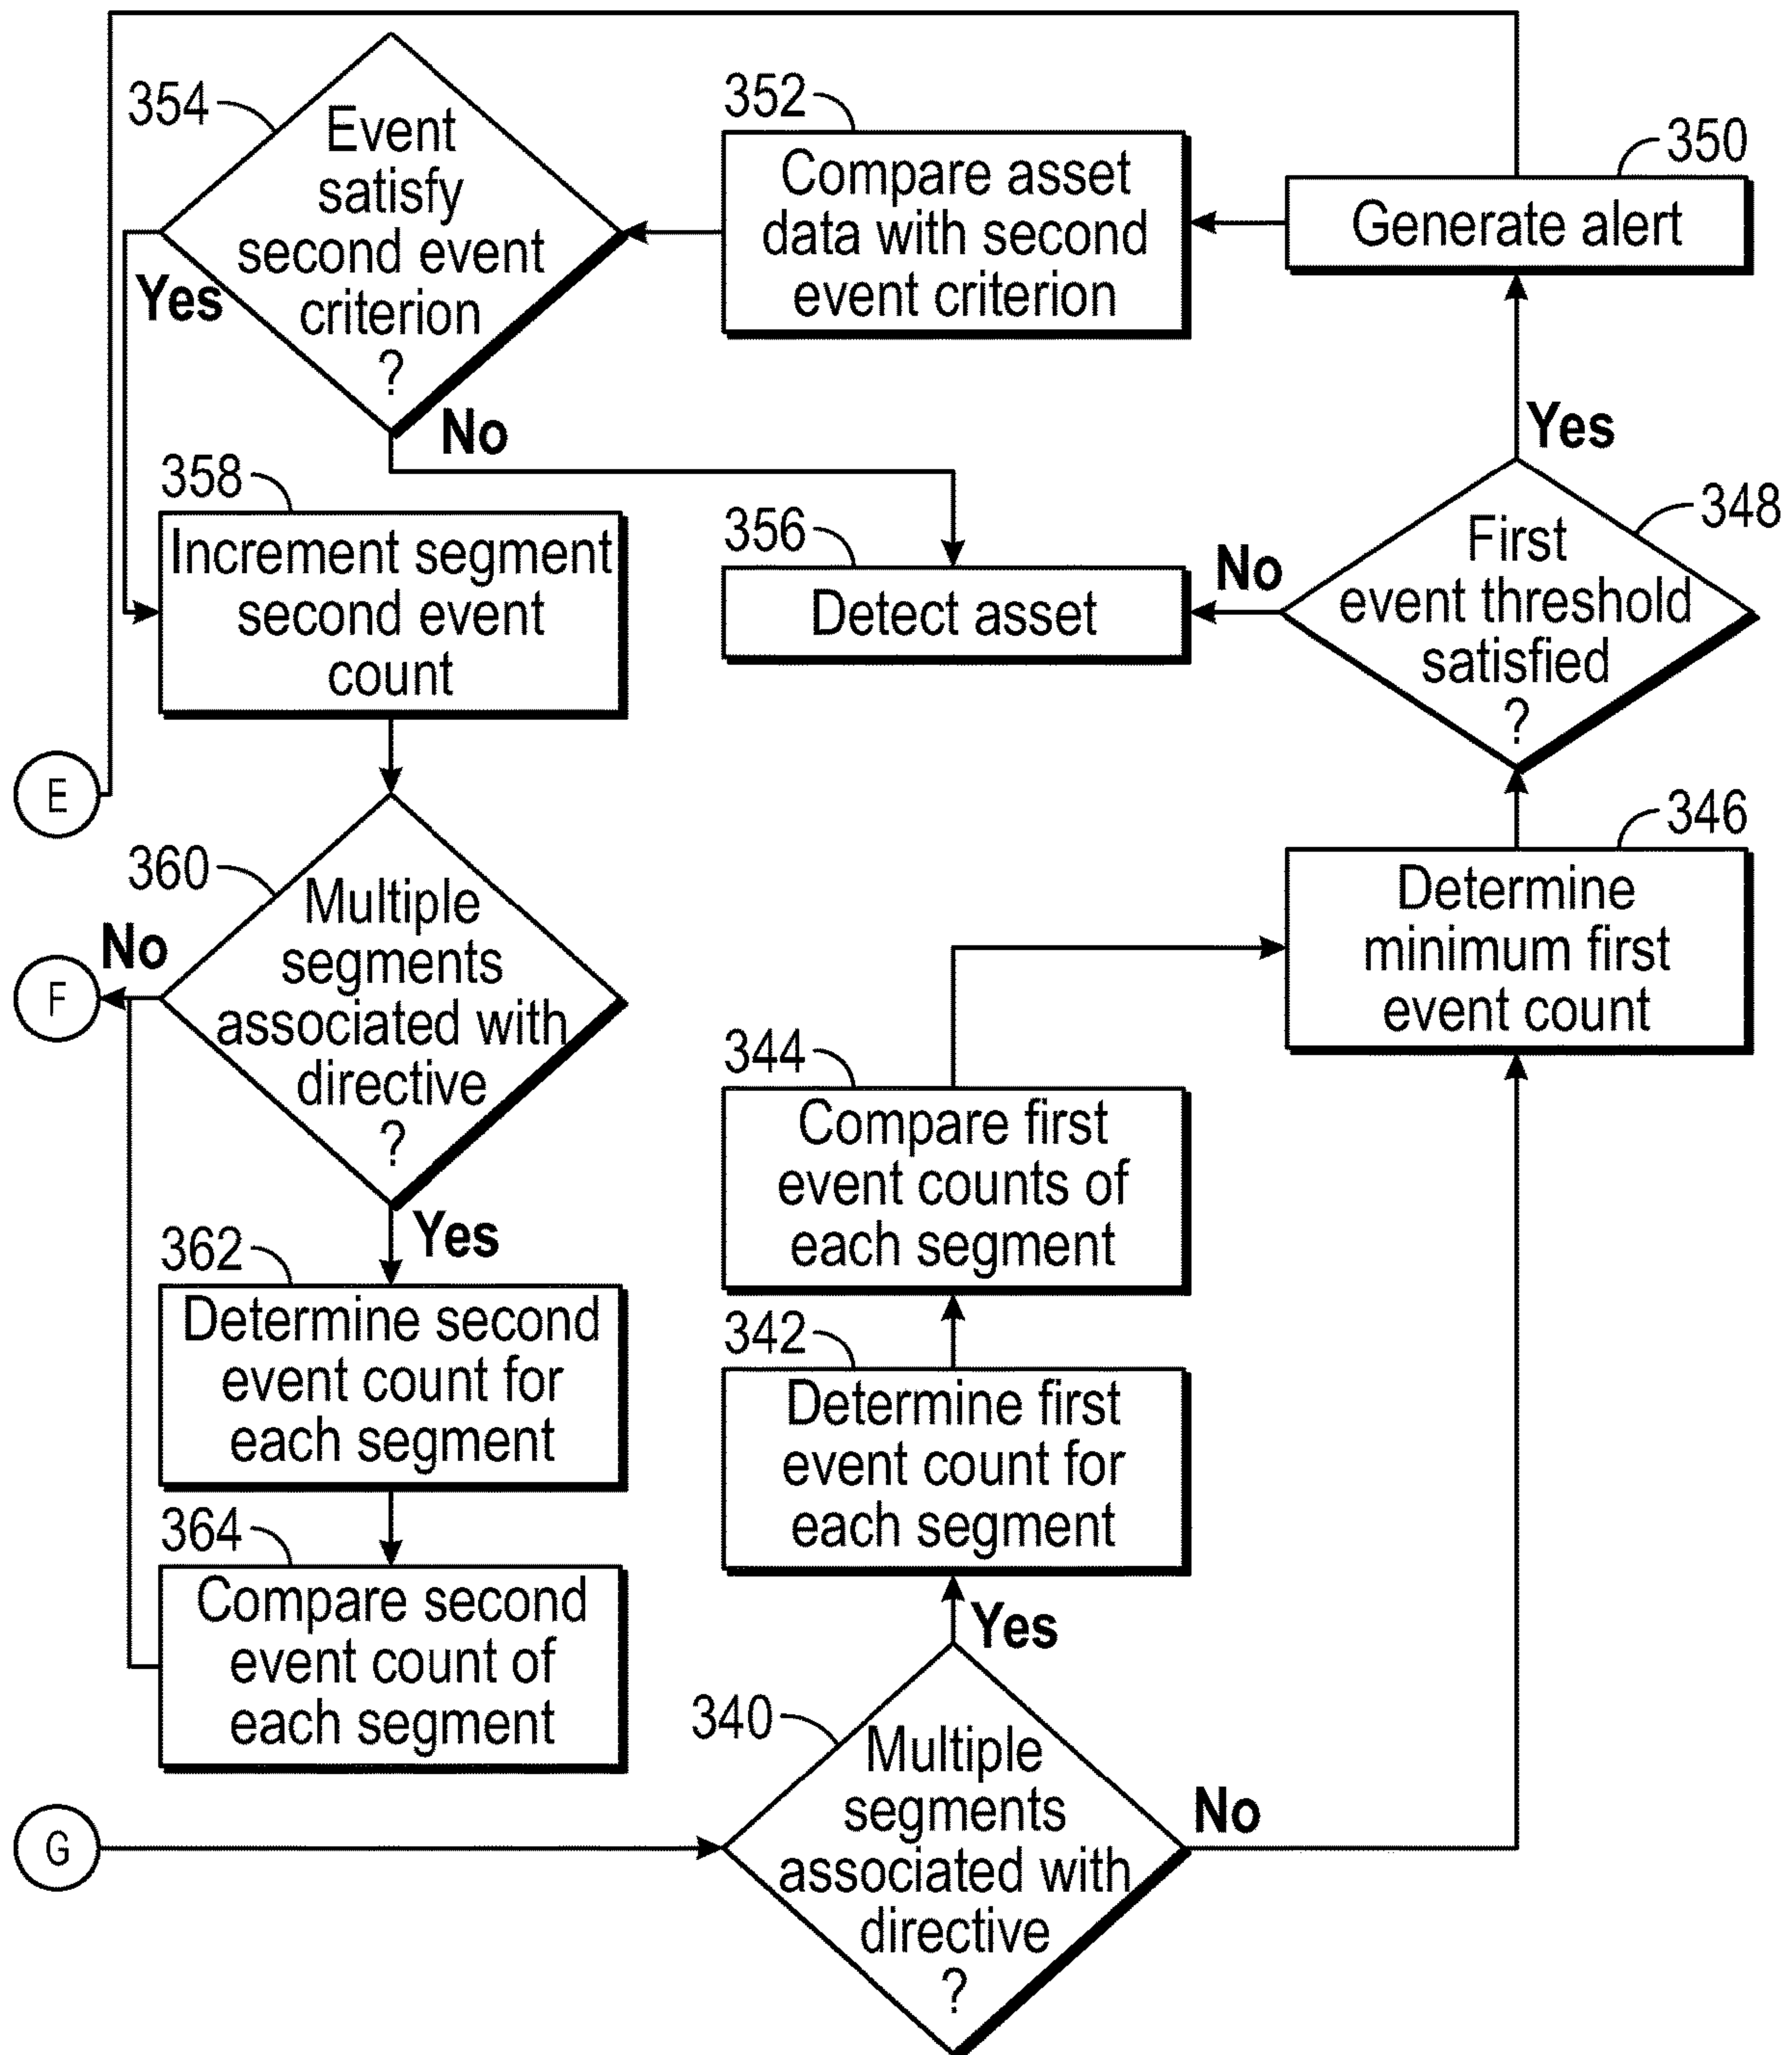 354
Event
satisfy
second event
criterion
?
Yes
No
352
Compare asset
data with second
event criterion
350
Generate alert
Yes
358
Increment segment
second event
count
356
Detect asset
No
348
First
event threshold
satisfied
?
E
360
Multiple
segments
associated with
directive
?
No
F
Yes
346
Determine
minimum first
event count
344
Compare first
event counts of
each segment
362
Determine second
event count for
each segment
342
Determine first
event count for
each segment
364
Compare second
event count of
each segment
Yes
340
Multiple
segments
associated with
directive
?
No
G